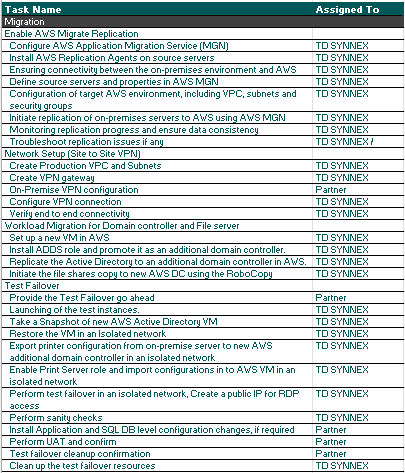 Task Name Assigned To
Migration
Enable AWS Migrate Replication
Configure AWS Application Migration Service (MGN) TD SYNNEX
Install AWS Replication Agents on source servers TD SYNNEX
Ensuring connectivity between the on-premises environment and AWS TD SYNNEX
Define source servers and properties in AWS MGN TD SYNNEX
Configuration of target AWS environment, including VPC, subnets and TD SYNNEX
security groups
Initiate replication of on-premises servers to AWS using AWS MGN TD SYNNEX
Monitoring replication progress and ensure data consistency TD SYNNEX
Troubleshoot replication issues if any TD SYNNEX /
Network Setup (Site to Site VPN)
Create Production VPC and Subnets TD SYNNEX
Create VPN gateway TD SYNNEX
On-Premise VPN configuration Partner
Configure VPN connection TD SYNNEX
Verify end to end connectivity TD SYNNEX
Workload Migration for Domain controller and File server
Set up a new VM in AWS TD SYNNEX
Install ADDS role and promote it as an additional domain controller. TD SYNNEX
Replicate the Active Directory to an additional domain controller in AWS. TD SYNNEX
Initiate the file shares copy to new AWS DC using the RoboCopy TD SYNNEX
Test Failover
Provide the Test Failover go ahead Partner
Launching of the test instances. TD SYNNEX
Take a Snapshot of new AWS Active Directory VM TD SYNNEX
Restore the VM in an Isolated network TD SYNNEX
Export printer configuration from on-premise server to new AWS TD SYNNEX
additional domain controller in an isolated network
Enable Print Server role and import configurations in to AWS VM in an TD SYNNEX
isolated network
Perform test failover in an isolated network, Create a public IP for RDP TD SYNNEX
access
Perform sanity checks TD SYNNEX
Install Application and SQL DB level configuration changes, if required Partner
Perform UAT and confirm Partner
Test failover cleanup confirmation Partner
Clean up the test failover resources TD SYNNEX